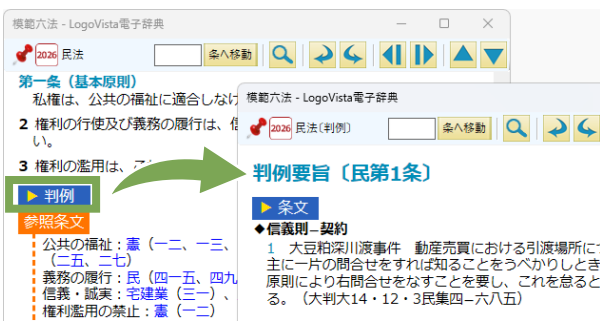 模範六法 - LogoVista電子辞典
2026 民法
条へ移動
第一条（基本原則）
私権は、公共の福祉に適合しなけ
2 権利の行使及び義務の履行は、信
い。
3 権利の濫用は、
▶ 判例
参照条文
公共の福祉：憲（一二、一三、
（二五、二七）
義務の履行：民（四一五、四九
信義・誠実：宅建業（三一）、
権利濫用の禁止：憲（一二）
模範六法 - LogoVista電子辞典
2026 民法〔判例〕
条へ移動
判例要旨〔民第1条〕
▶ 条文
◆信義則–契約
1 大豆粕深川渡事件 動産売買における引渡場所に
主に一片の問合せをすれば知ることをうべかりしとき
原則により右問合せをなすことを要し、これを怠ると
る。（大判大14・12・3民集四–六八五）